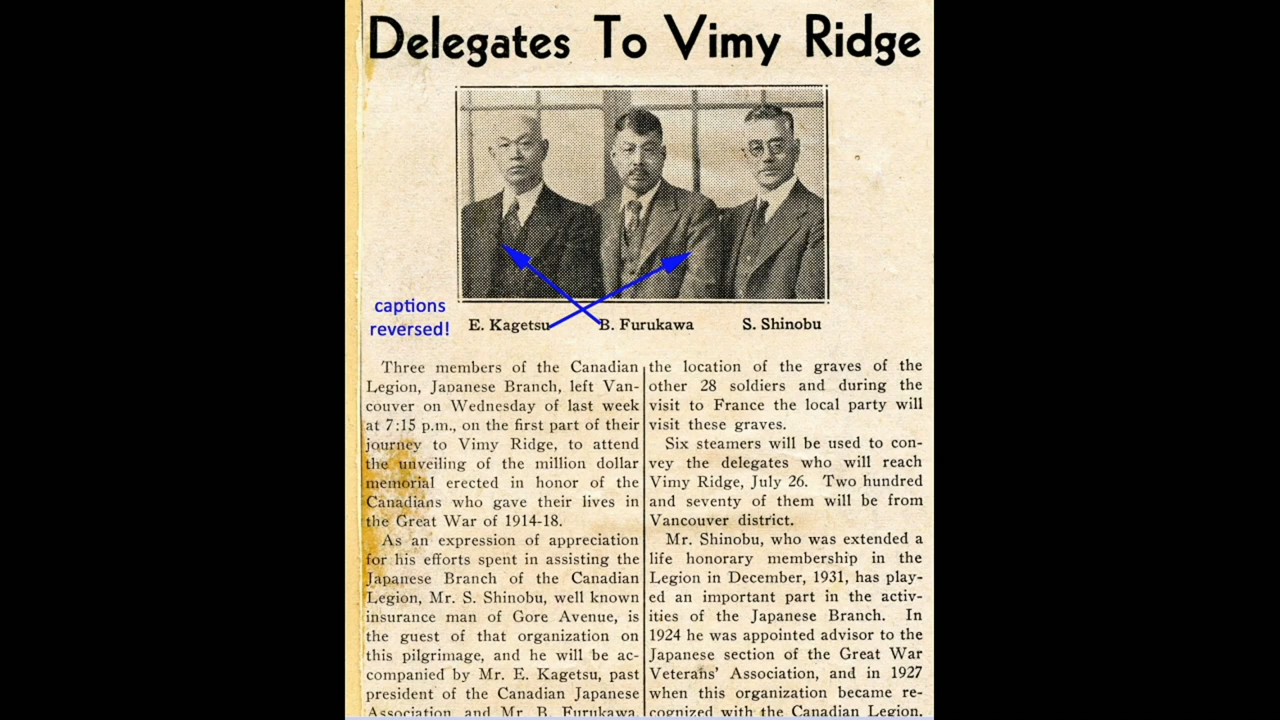 Delegates To Vimy Ridge
captions
reversed!
E. Kagetsu
B. Furukawa
S. Shinobu
Three members of the Canadian
Legion, Japanese Branch, left Van-
couver on Wednesday of last week
at 7:15 p.m., on the first part of their
journey to Vimy Ridge, to attend
the unveiling of the million dollar
memorial erected in honor of the
Canadians who gave their lives in
the Great War of 1914-18.
As an expression of appreciation
for his efforts spent in assisting the
Japanese Branch of the Canadian
Legion, Mr. S. Shinobu, well known
insurance man of Gore Avenue, is
the guest of that organization on
this pilgrimage, and he will be ac-
companied by Mr. E. Kagetsu, past
president of the Canadian Japanese
Association and Mr. B. Furukawa.
the location of the graves of the
other 28 soldiers and during the
visit to France the local party will
visit these graves.
Six steamers will be used to con-
vey the delegates who will reach
Vimy Ridge, July 26. Two hundred
and seventy of them will be from
Vancouver district.
Mr. Shinobu, who was extended a
life honorary membership in the
Legion in December, 1931, has play-
ed an important part in the activ-
ities of the Japanese Branch. In
1924 he was appointed advisor to the
Japanese section of the Great War
Veterans' Association, and in 1927
when this organization became re-
cognized with the Canadian Legion.